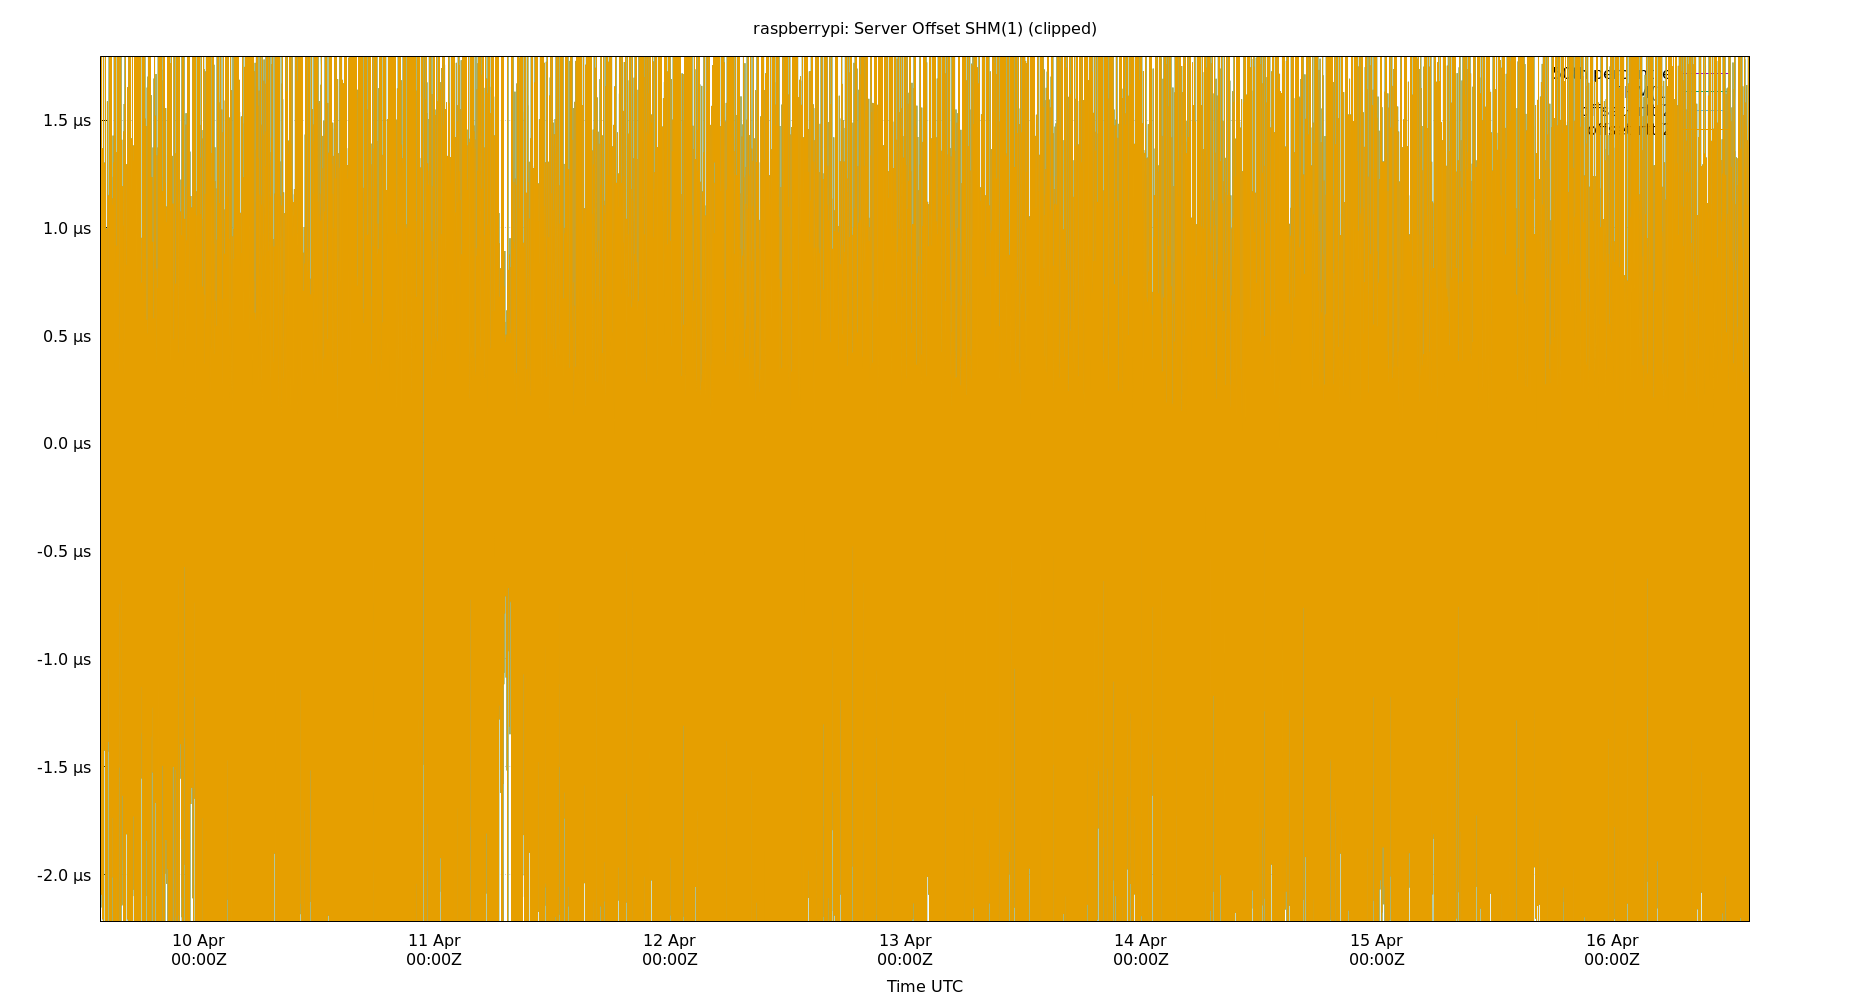 raspberrypi: Server Offset SHM(1) (clipped)
1.5 µs
1.0 µs
0.5 µs
0.0 µs
-0.5 µs
-1.0 µs
-1.5 µs
-2.0 µs
10 Apr 11 Apr 12 Apr 13 Apr 14 Apr 15 Apr 16 Apr
00:00Z 00:00Z 00:00Z 00:00Z 00:00Z 00:00Z 00:00Z
Time UTC